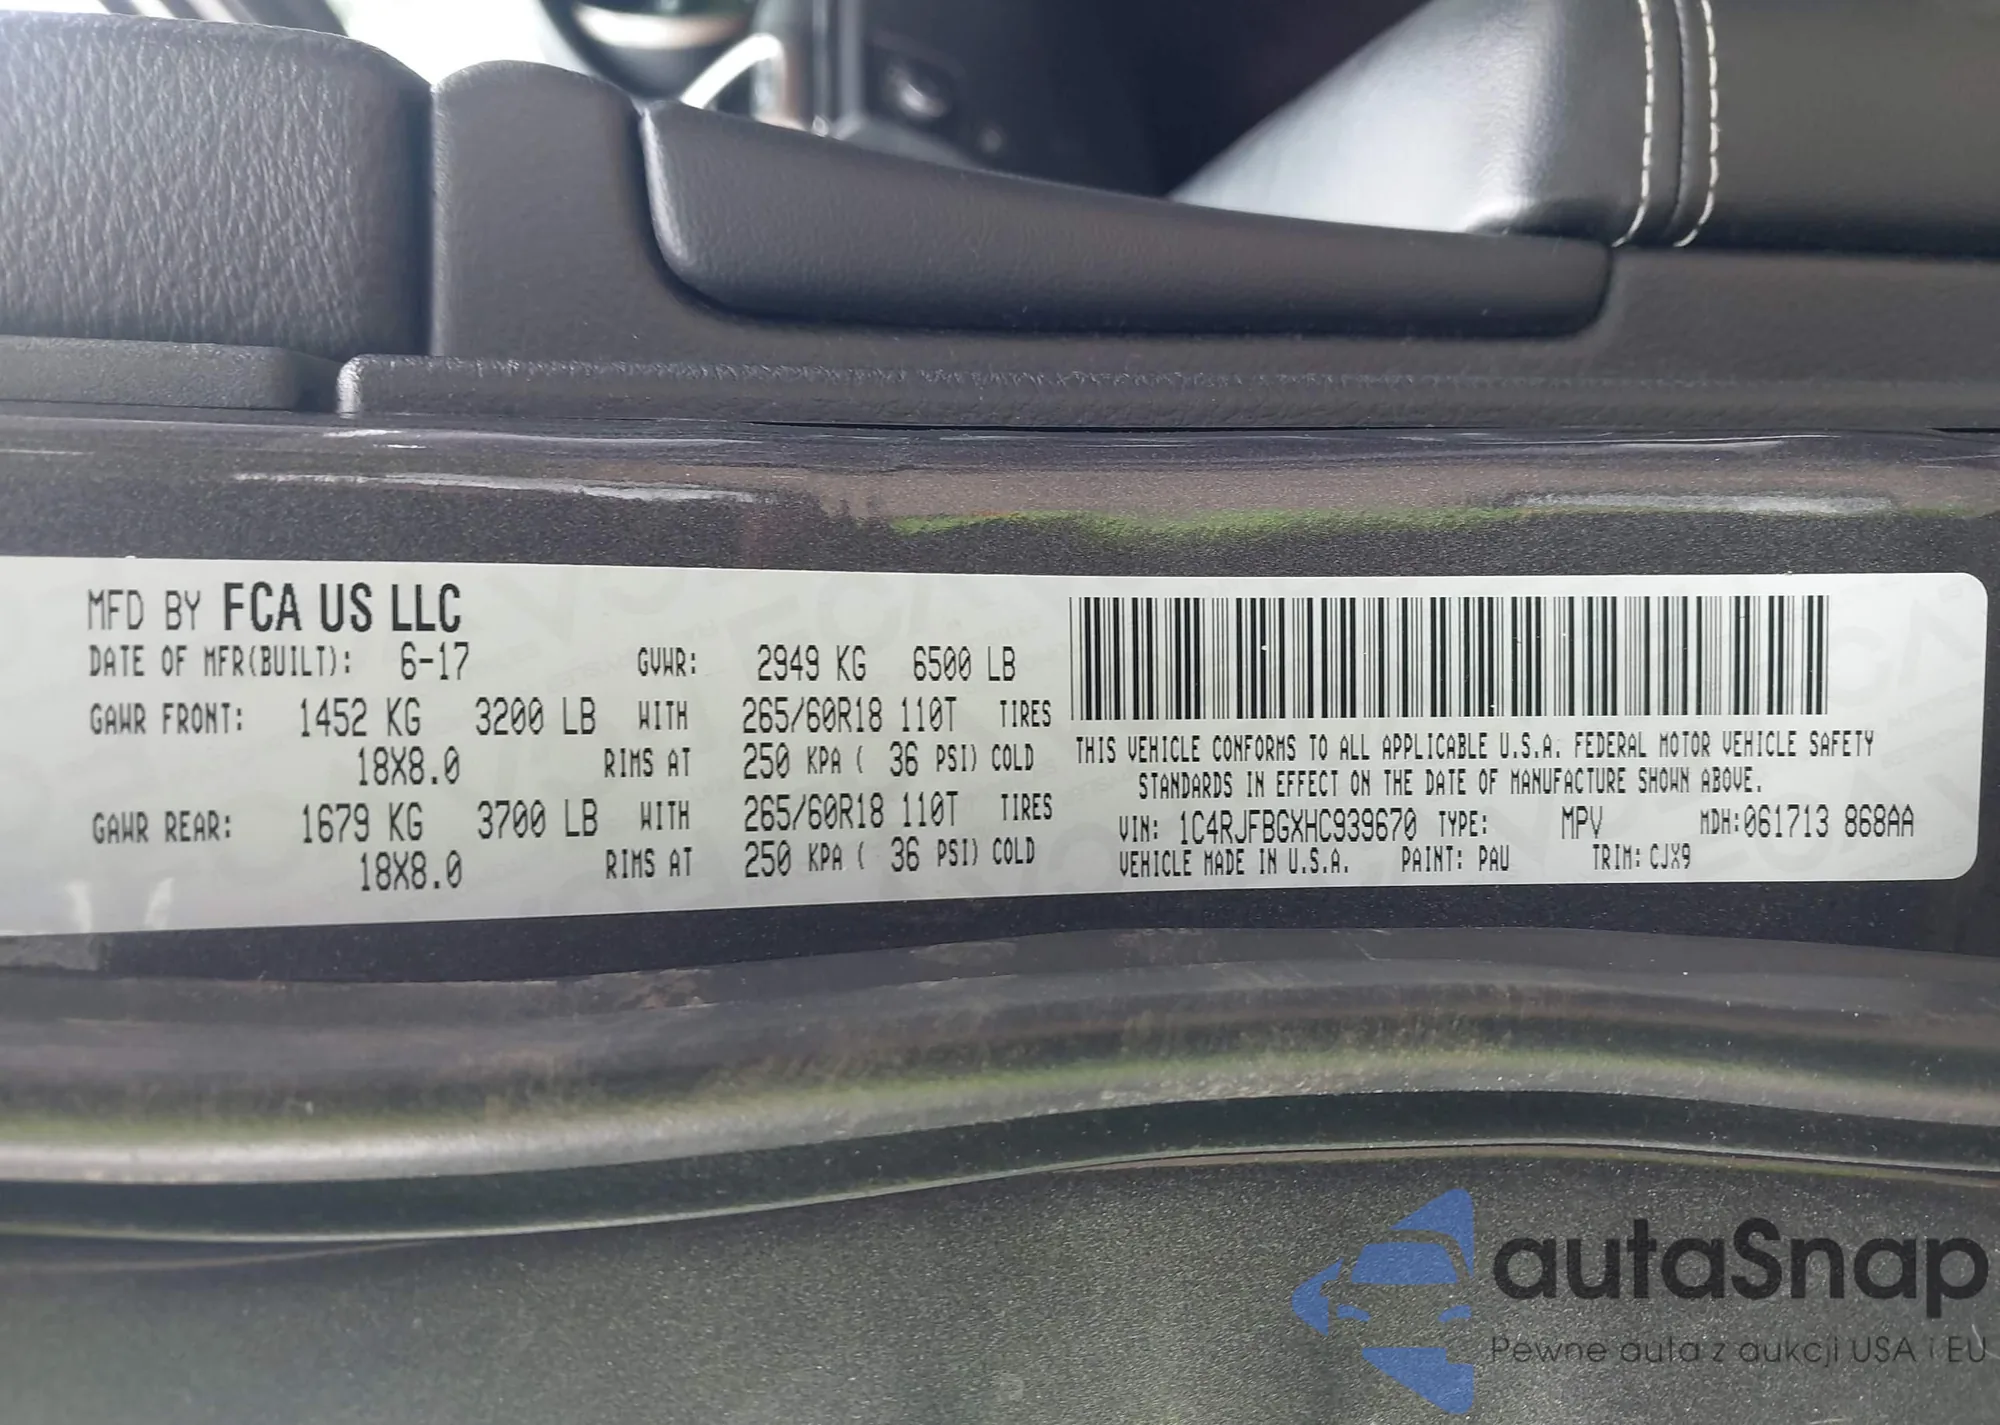 MFD BY FCA US LLC
DATE OF MFR(BUILT): 6-17 GVWR: 2949 KG 6500 LB
GAWR FRONT: 1452 KG 3200 LB WITH 265/60R18 110T TIRES
18X8.0 RIMS AT 250 KPA ( 36 PSI) COLD
GAWR REAR: 1679 KG 3700 LB WITH 265/60R18 110T TIRES
18X8.0 RIMS AT 250 KPA ( 36 PSI) COLD
THIS VEHICLE CONFORMS TO ALL APPLICABLE U.S.A. FEDERAL MOTOR VEHICLE SAFETY
STANDARDS IN EFFECT ON THE DATE OF MANUFACTURE SHOWN ABOVE.
VIN: 1C4RJFBGXHC939670 TYPE: MPV MDH:061713 868AA
VEHICLE MADE IN U.S.A. PAINT: PAU TRIM: CJX9
autaSnap
Pewne auta z aukcji USA i EU